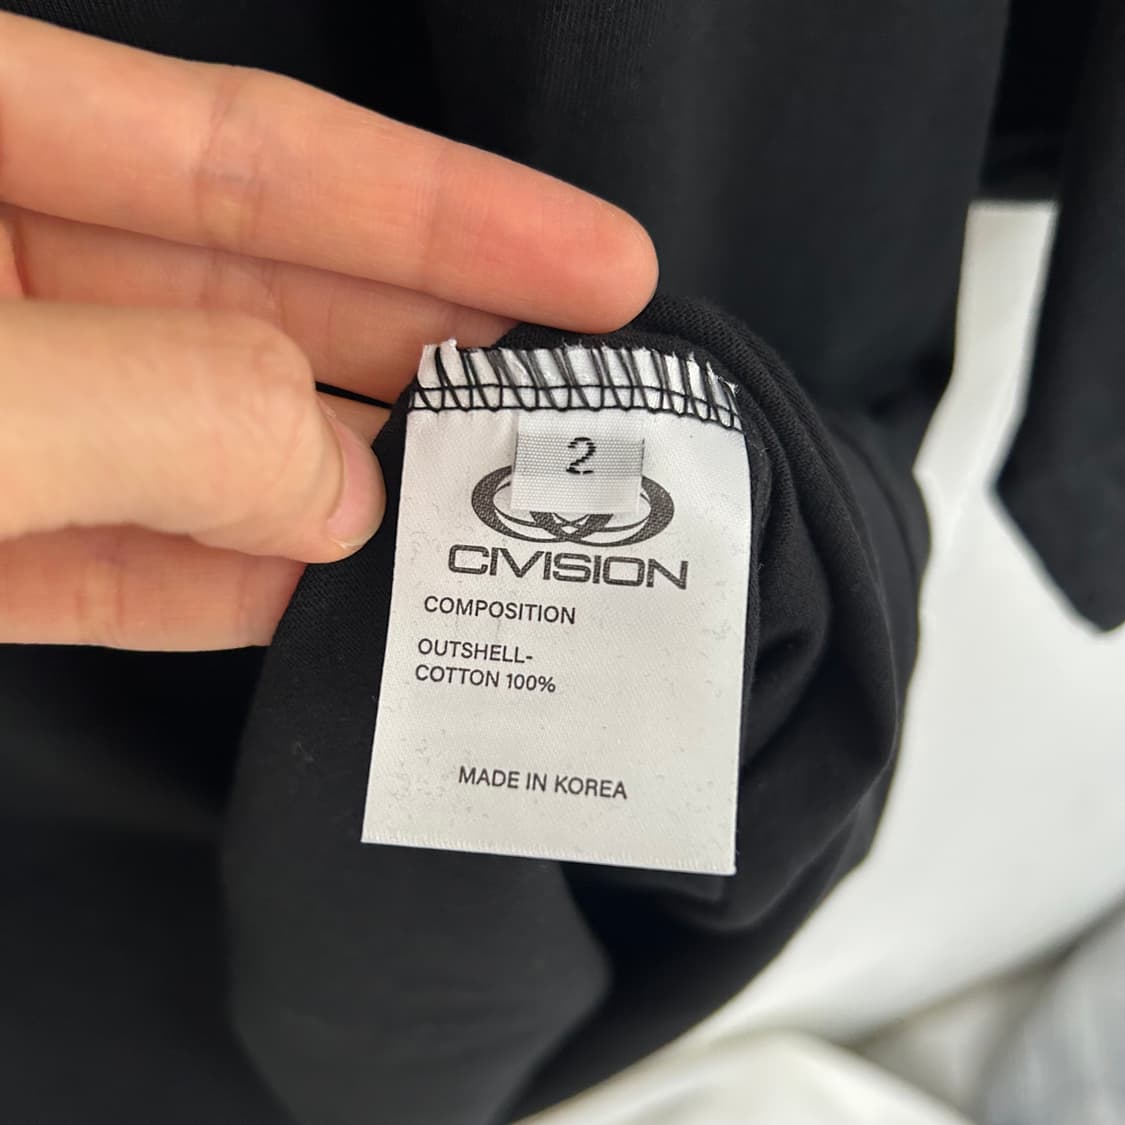 2
CIVISION
COMPOSITION
OUTSHELL-
COTTON 100%
MADE IN KOREA